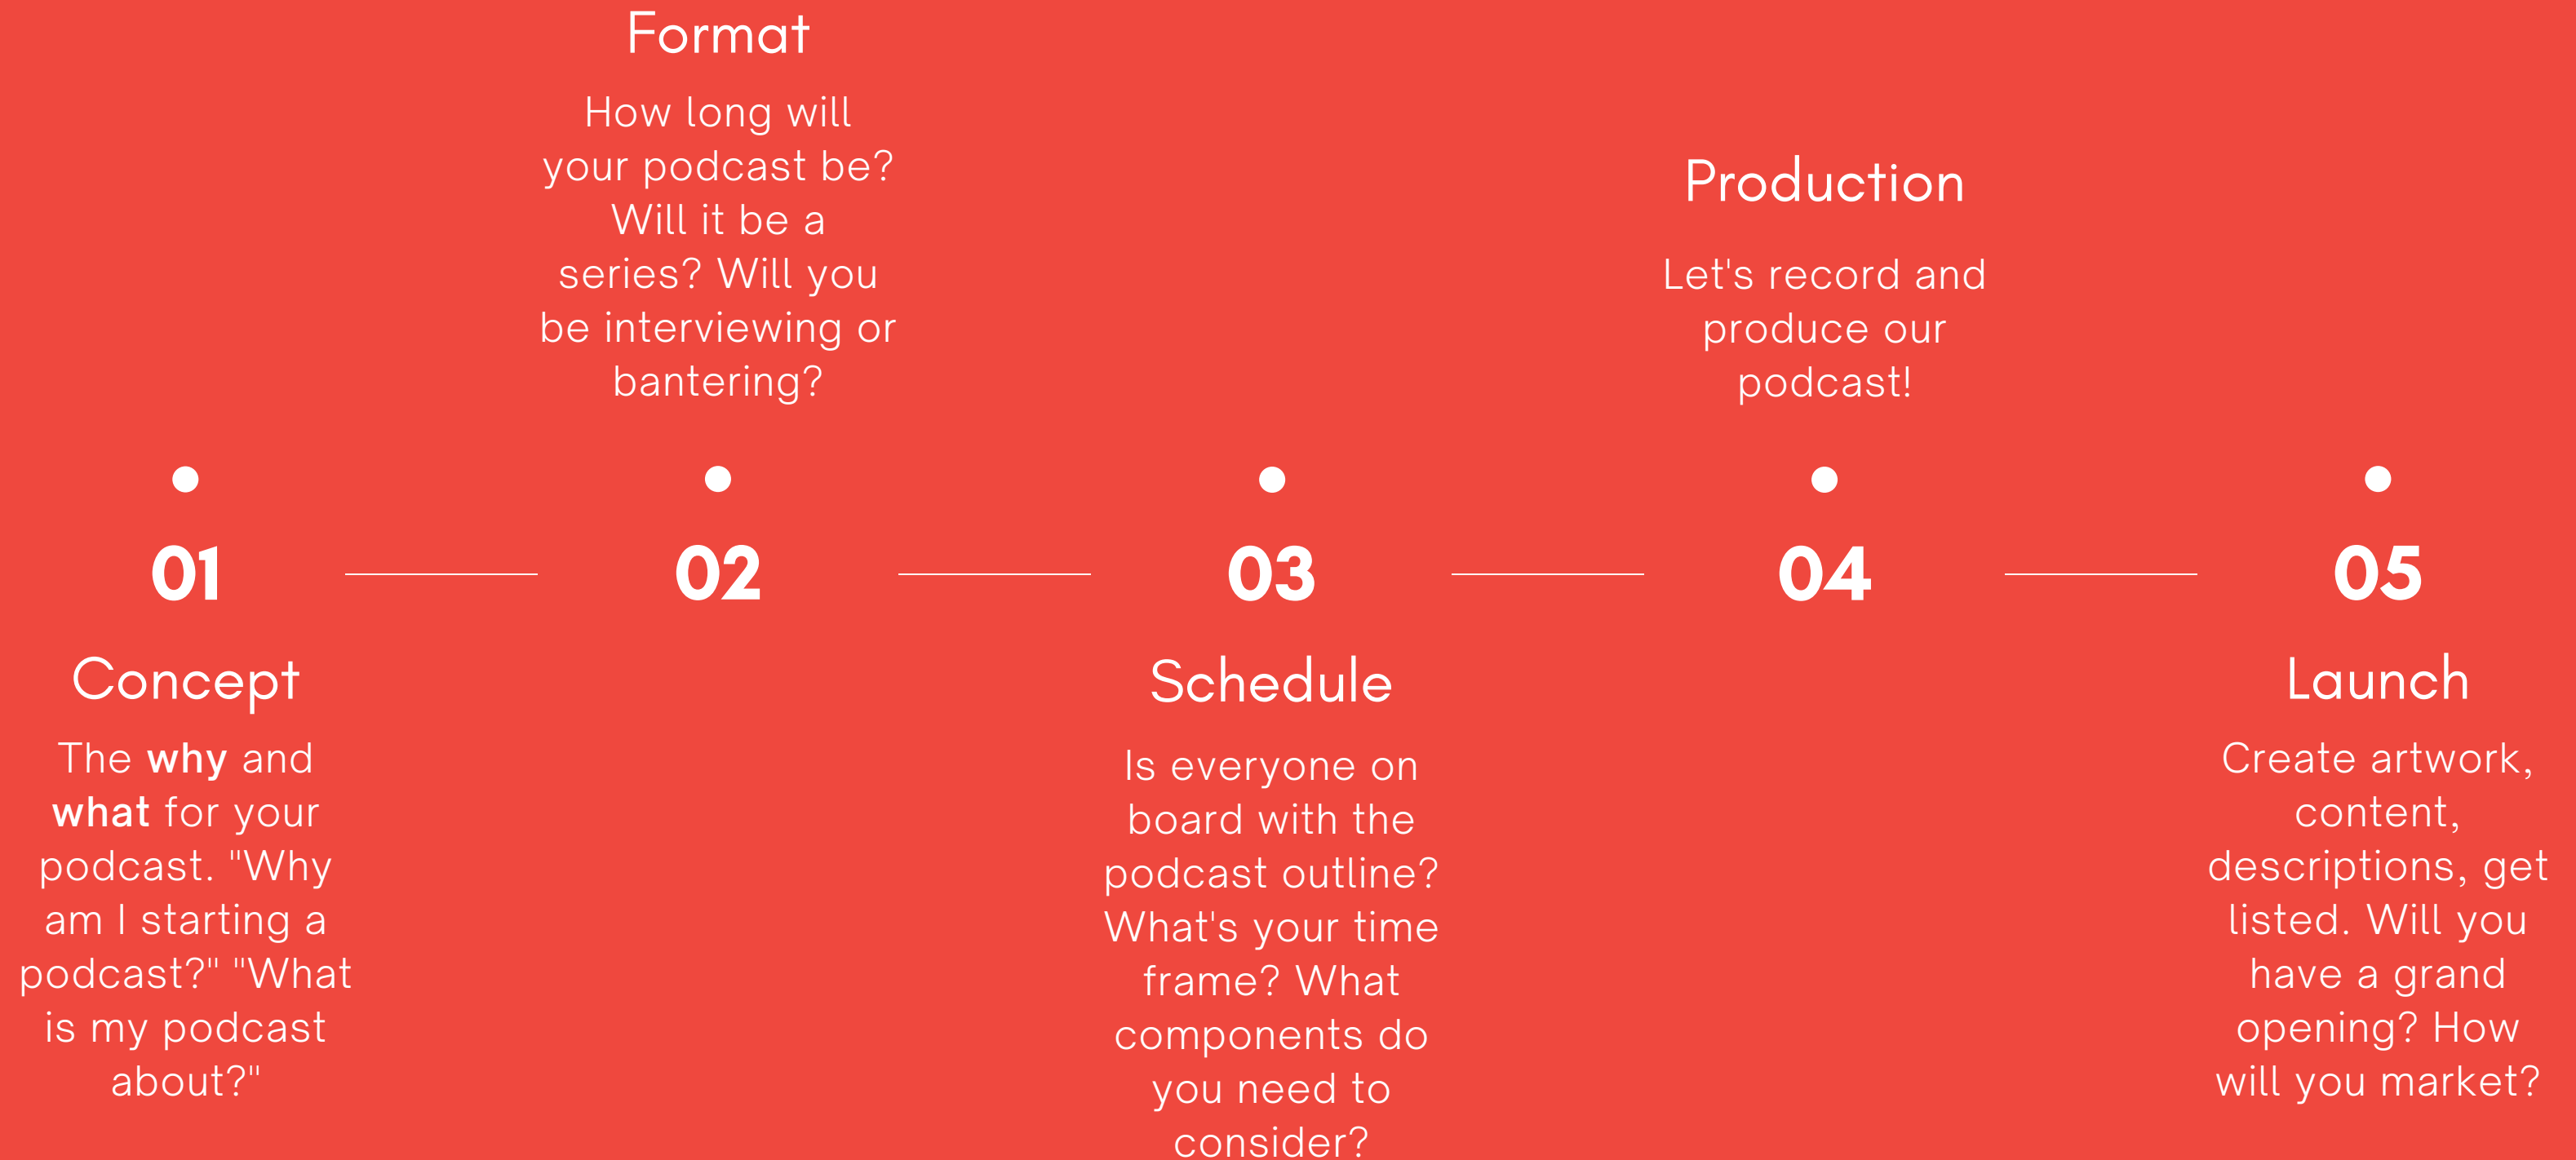 Format
How long will
your podcast be?
Will it be a
series? Will you
be interviewing or
bantering?
Production
Let's record and
produce our
podcast!
01
02
03
04
05
Concept
The why and
what for your
podcast. "Why
am I starting a
podcast?" "What
is my podcast
about?"
Schedule
Is everyone on
board with the
podcast outline?
What's your time
frame? What
components do
you need to
consider?
Launch
Create artwork,
content,
descriptions, get
listed. Will you
have a grand
opening? How
will you market?